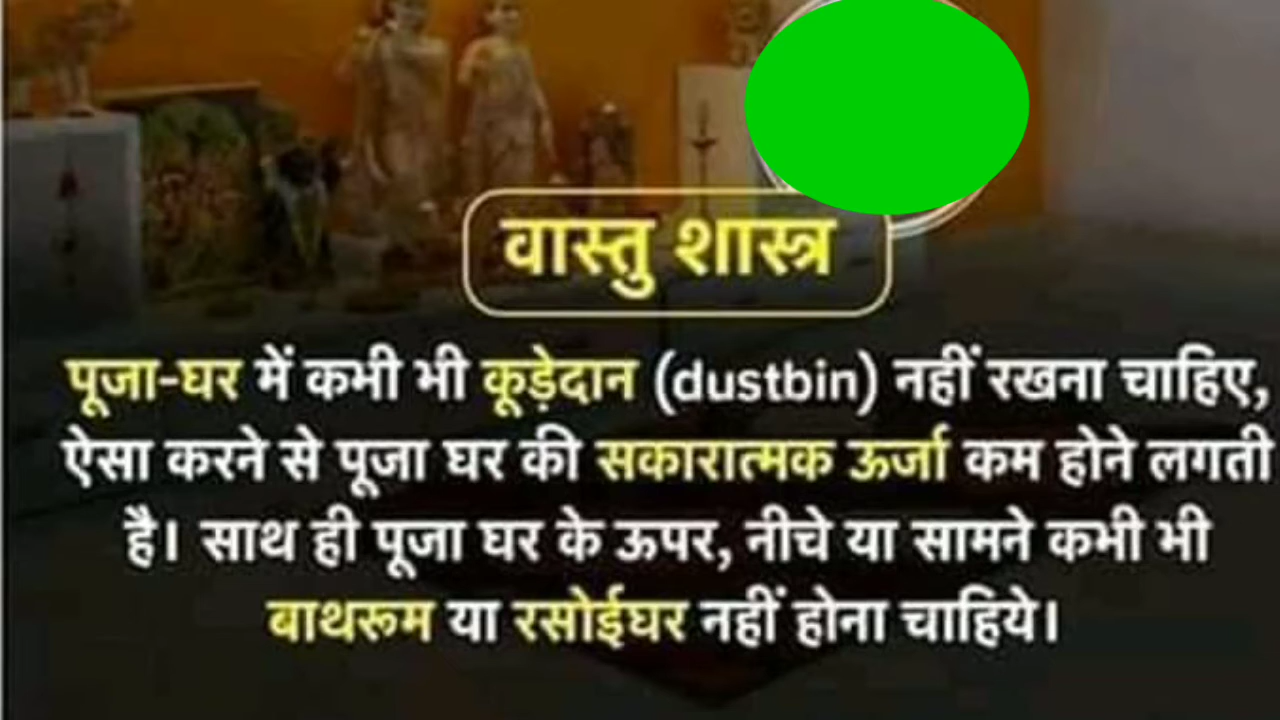 वास्तु शास्त्र
पूजा-घर में कभी भी कूड़ेदान (dustbin) नहीं रखना चाहिए,
ऐसा करने से पूजा घर की सकारात्मक ऊर्जा कम होने लगती
है। साथ ही पूजा घर के ऊपर, नीचे या सामने कभी भी
बाथरूम या रसोईघर नहीं होना चाहिये।